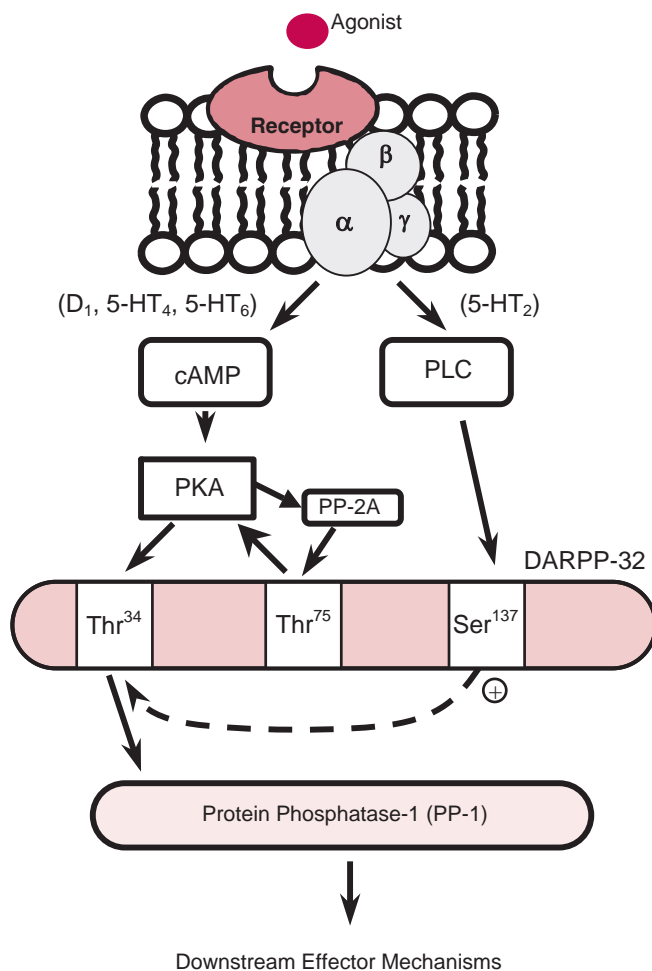 Agonist
Receptor
β
α
γ
(D₁, 5-HT₄, 5-HT₆)
(5-HT₂)
cAMP
PLC
PKA
PP-2A
DARPP-32
Thr³⁴
Thr⁷⁵
Ser¹³⁷
+
Protein Phosphatase-1 (PP-1)
Downstream Effector Mechanisms